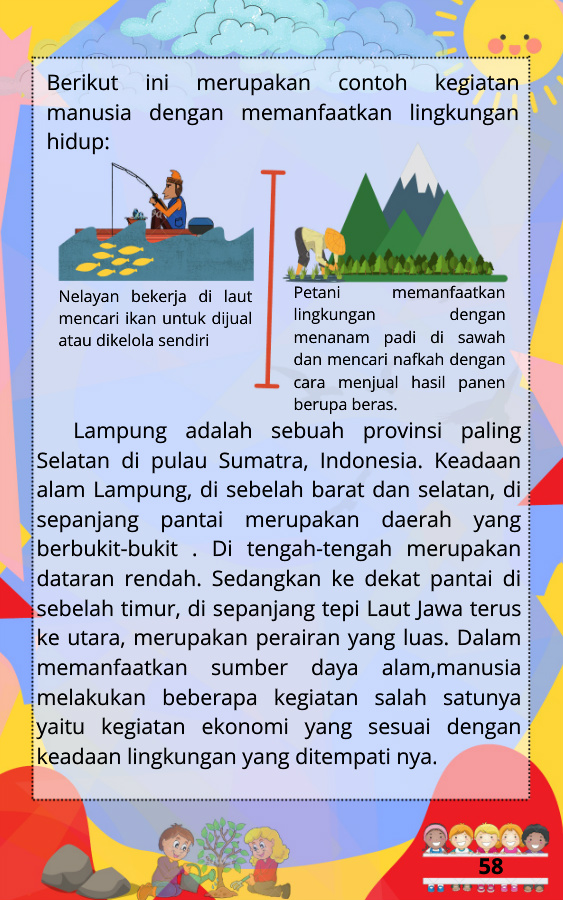 Berikut ini merupakan contoh kegiatan
manusia dengan memanfaatkan lingkungan
hidup:
Nelayan bekerja di laut
mencari ikan untuk dijual
atau dikelola sendiri
Petani memanfaatkan
lingkungan dengan
menanam padi di sawah
dan mencari nafkah dengan
cara menjual hasil panen
berupa beras.
Lampung adalah sebuah provinsi paling
Selatan di pulau Sumatra, Indonesia. Keadaan
alam Lampung, di sebelah barat dan selatan, di
sepanjang pantai merupakan daerah yang
berbukit-bukit . Di tengah-tengah merupakan
dataran rendah. Sedangkan ke dekat pantai di
sebelah timur, di sepanjang tepi Laut Jawa terus
ke utara, merupakan perairan yang luas. Dalam
memanfaatkan sumber daya alam,manusia
melakukan beberapa kegiatan salah satunya
yaitu kegiatan ekonomi yang sesuai dengan
keadaan lingkungan yang ditempati nya.
58